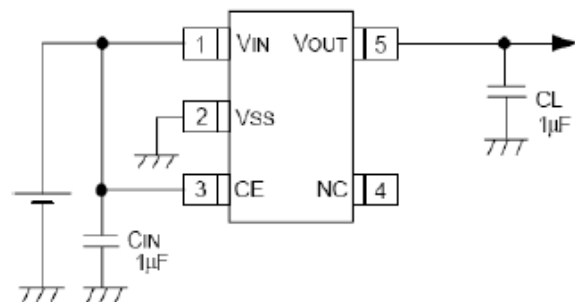 1 VIN VOUT 5
2 VSS
3 CE NC 4
CL
1µF
CIN
1µF